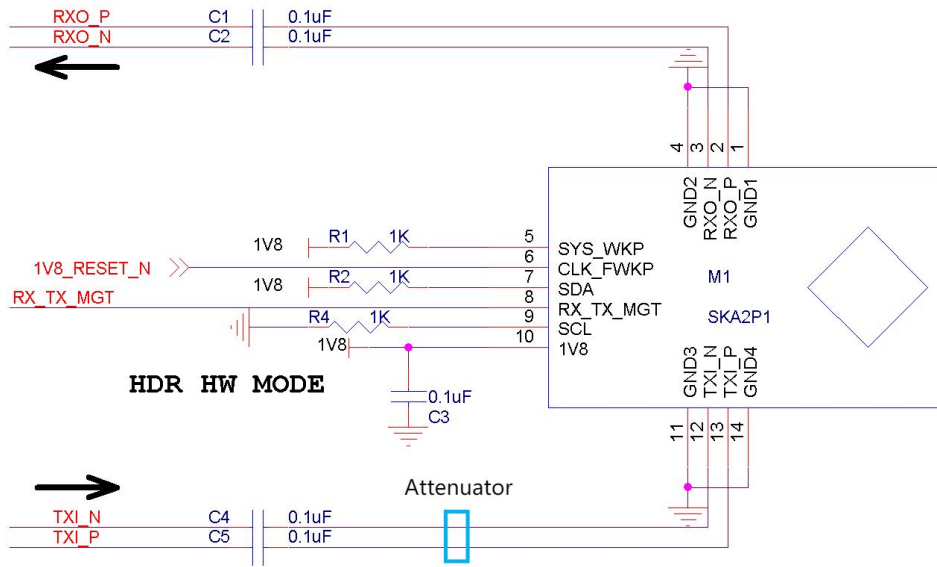 RXO_P C1 0.1uF
RXO_N C2 0.1uF
4 3 2 1
GND2 RXO_N RXO_P GND1
1V8 R1 1K 5 SYS_WKP
1V8_RESET_N 6 CLK_FWKP
1V8 R2 1K 7 SDA
M1
RX_TX_MGT 8 RX_TX_MGT
R4 1K 9 SCL
SKA2P1
1V8 10 1V8
HDR HW MODE
0.1uF
C3
GND3 TXI_N TXI_P GND4
11 12 13 14
Attenuator
TXI_N C4 0.1uF
TXI_P C5 0.1uF